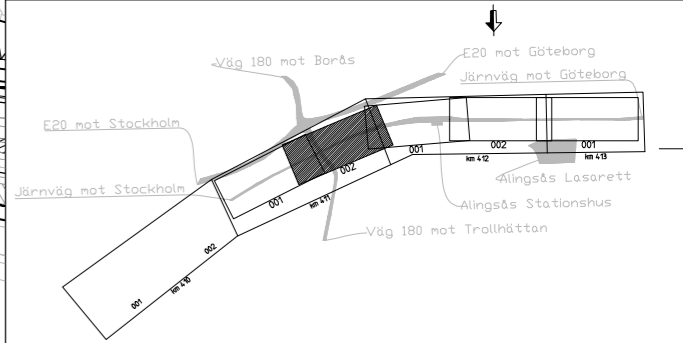 E20 mot Göteborg
Väg 180 mot Borås
Järnväg mot Göteborg
E20 mot Stockholm
001
002
001
km 412
km 413
002
Alingsås Lasarett
Järnväg mot Stockholm
001
km 411
Alingsås Stationshus
Väg 180 mot Trollhättan
002
km 410
001